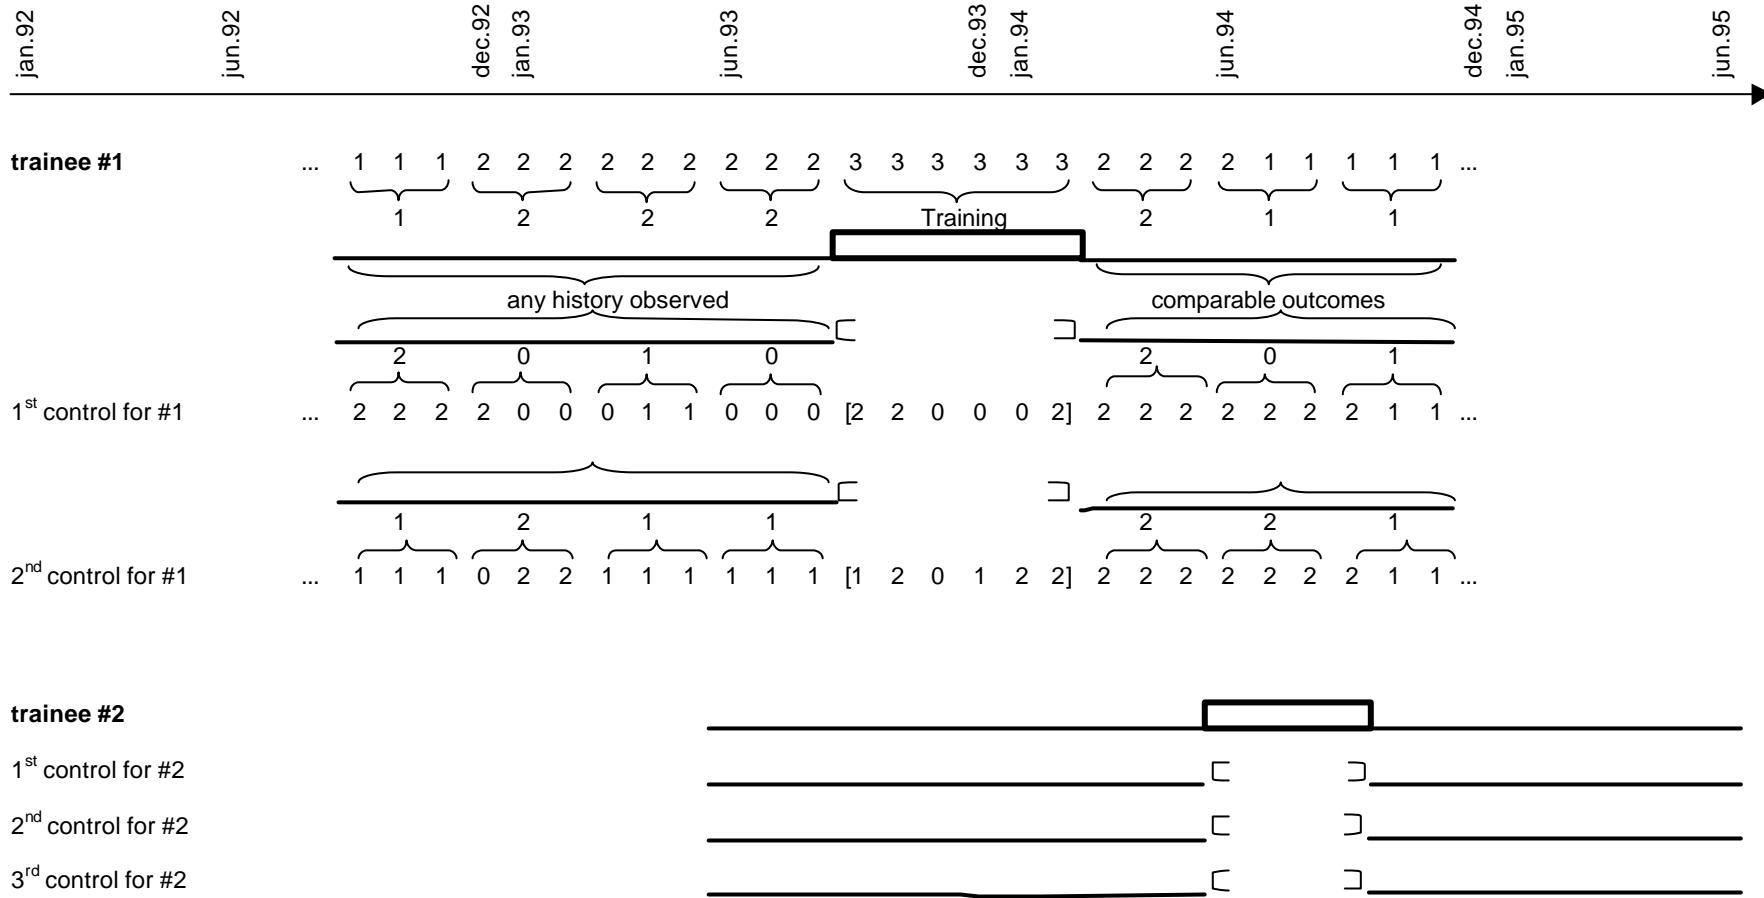 jan.92 jun.92 dec.92 jan.93 jun.93 dec.93 jan.94 jun.94 dec.94 jan.95 jun.95
trainee #1 ... 1 1 1 2 2 2 2 2 2 2 2 2 3 3 3 3 3 3 2 2 2 2 1 1 1 1 1 ...
1 2 2 2 Training 2 1 1
any history observed comparable outcomes
2 0 1 0 2 0 1
1st control for #1 ... 2 2 2 2 0 0 0 1 1 0 0 0 [2 2 0 0 0 2] 2 2 2 2 2 2 2 1 1 ...
1 2 1 1 2 2 1
2nd control for #1 ... 1 1 1 0 2 2 1 1 1 1 1 1 [1 2 0 1 2 2] 2 2 2 2 2 2 2 1 1 ...
trainee #2
1st control for #2
2nd control for #2
3rd control for #2